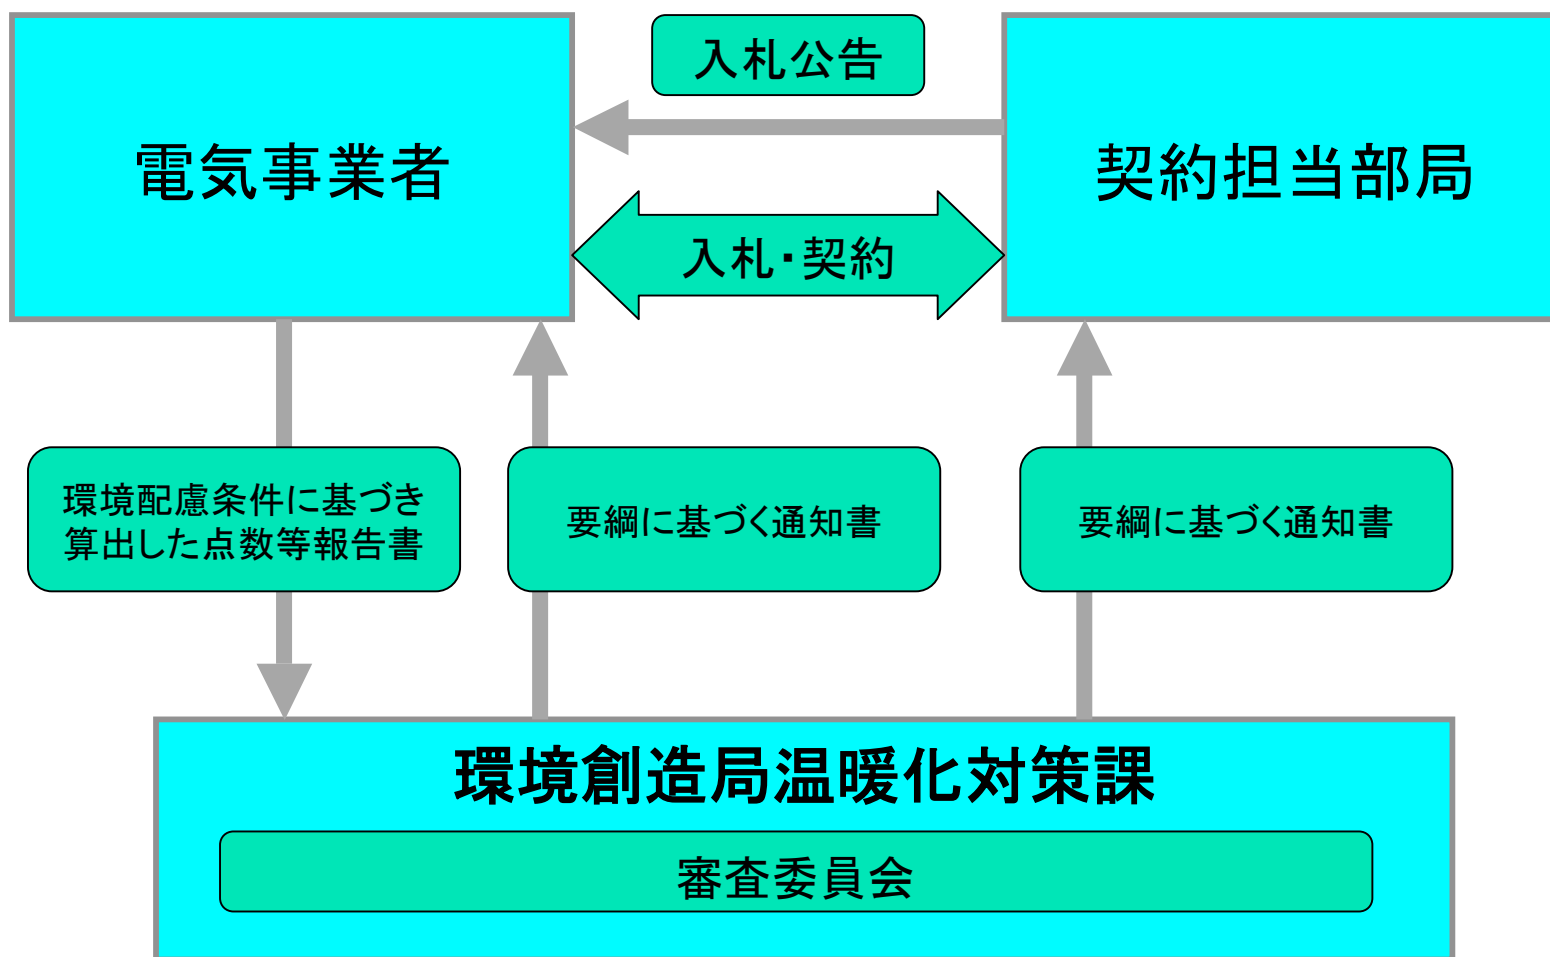 入札公告
電気事業者
契約担当部局
入札・契約
環境配慮条件に基づき
算出した点数等報告書
要綱に基づく通知書
要綱に基づく通知書
環境創造局温暖化対策課
審査委員会